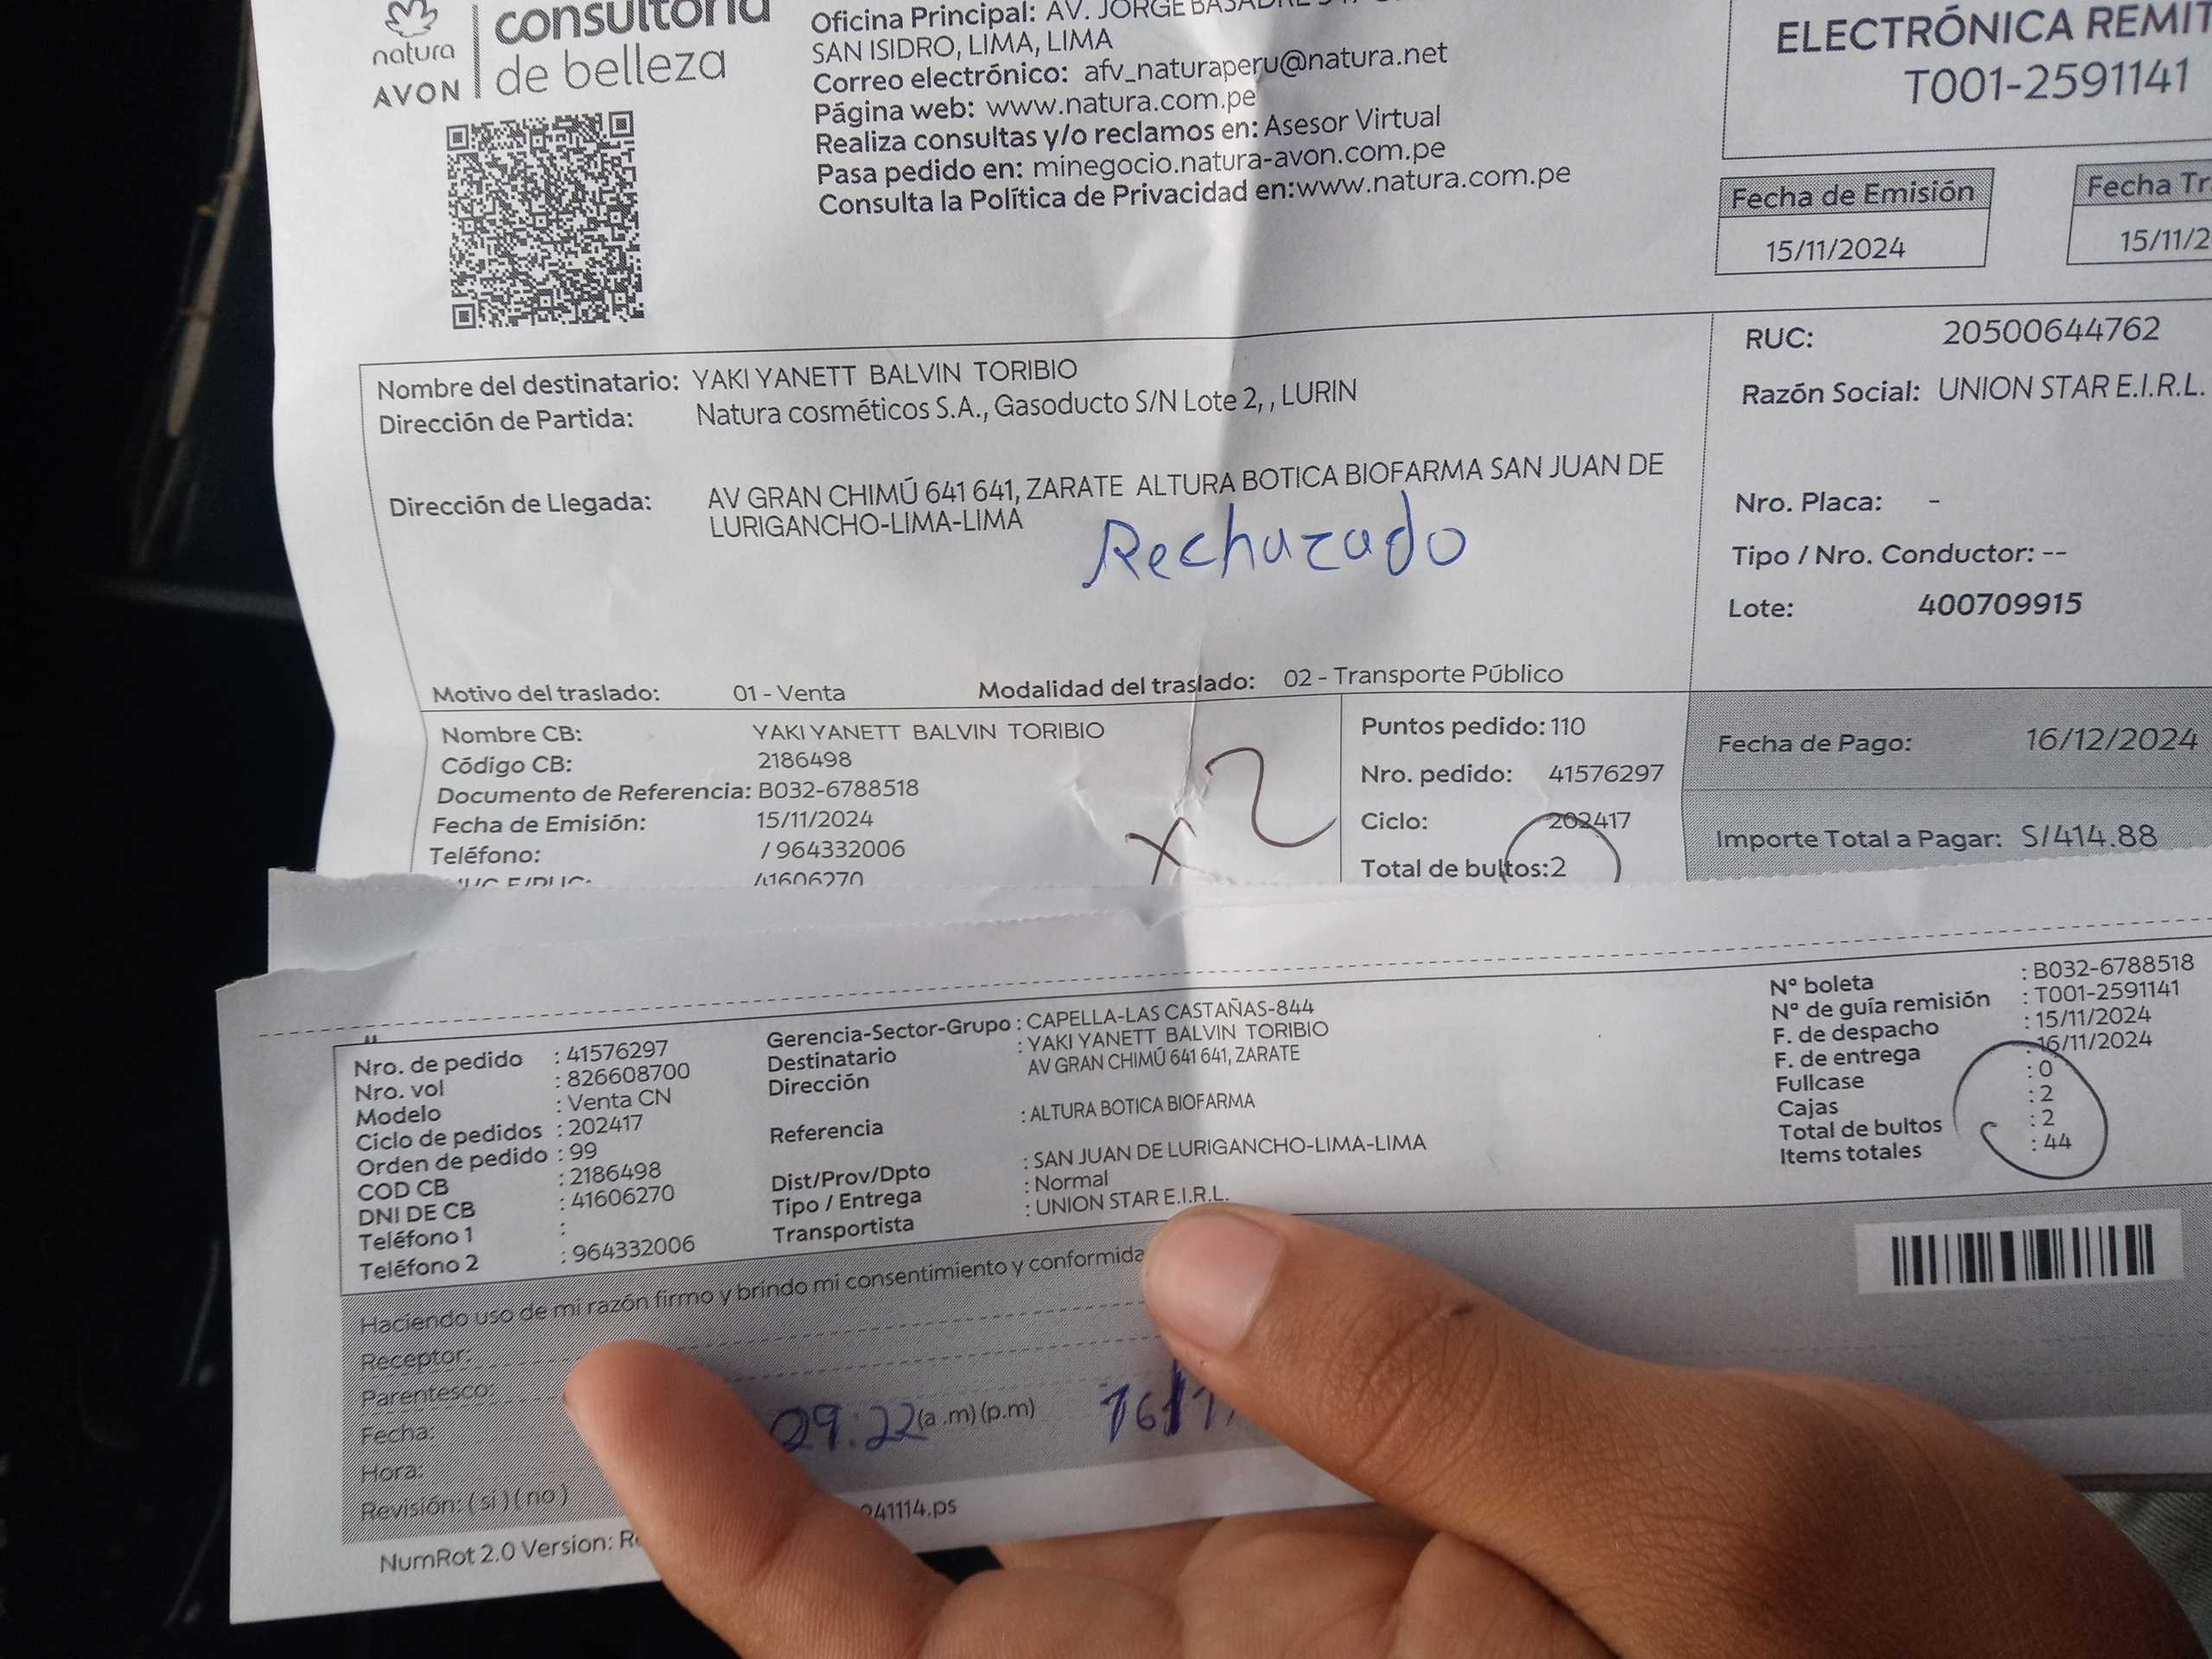 natura
AVON
consultoría
de belleza
Oficina Principal: AV. JORGE BASADRE
SAN ISIDRO, LIMA, LIMA
Correo electrónico: afv_naturaperu@natura.net
Página web: www.natura.com.pe
Realiza consultas y/o reclamos en: Asesor Virtual
Pasa pedido en: minegocio.natura-avon.com.pe
Consulta la Política de Privacidad en:www.natura.com.pe
ELECTRÓNICA REMIT
T001-2591141
Fecha de Emisión
15/11/2024
Fecha Tr
15/11/2
Nombre del destinatario: YAKI YANETT BALVIN TORIBIO
Dirección de Partida: Natura cosméticos S.A., Gasoducto S/N Lote 2, , LURIN
Dirección de Llegada: AV GRAN CHIMÚ 641 641, ZARATE ALTURA BOTICA BIOFARMA SAN JUAN DE
LURIGANCHO-LIMA-LIMA
Rechazado
Motivo del traslado: 01 - Venta Modalidad del traslado: 02 - Transporte Público
RUC: 20500644762
Razón Social: UNION STAR E.I.R.L.
Nro. Placa: -
Tipo / Nro. Conductor: --
Lote: 400709915
Nombre CB: YAKI YANETT BALVIN TORIBIO
Código CB: 2186498
Documento de Referencia: B032-6788518
Fecha de Emisión: 15/11/2024
Teléfono: / 964332006
/41606270
x2
Puntos pedido: 110
Nro. pedido: 41576297
Ciclo: 202417
Total de bultos:2
Fecha de Pago: 16/12/2024
Importe Total a Pagar: S/414.88
Nro. de pedido : 41576297
Nro. vol : 826608700
Modelo : Venta CN
Ciclo de pedidos : 202417
Orden de pedido : 99
COD CB : 2186498
DNI DE CB : 41606270
Teléfono 1 :
Teléfono 2 : 964332006
Gerencia-Sector-Grupo : CAPELLA-LAS CASTAÑAS-844
Destinatario : YAKI YANETT BALVIN TORIBIO
Dirección AV GRAN CHIMÚ 641 641, ZARATE
Referencia : ALTURA BOTICA BIOFARMA
Dist/Prov/Dpto : SAN JUAN DE LURIGANCHO-LIMA-LIMA
Tipo / Entrega : Normal
Transportista : UNION STAR E.I.R.L.
N° boleta : B032-6788518
N° de guía remisión : T001-2591141
F. de despacho : 15/11/2024
F. de entrega : 16/11/2024
Fullcase : 0
Cajas : 2
Total de bultos : 2
Items totales : 44
Haciendo uso de mi razón firmo y brindo mi consentimiento y conformida
Receptor:
Parentesco:
Fecha:
Hora: 09:22 (a .m) (p.m) 16/1
Revisión: ( si ) ( no )
NumRot 2.0 Version: R
241114.ps